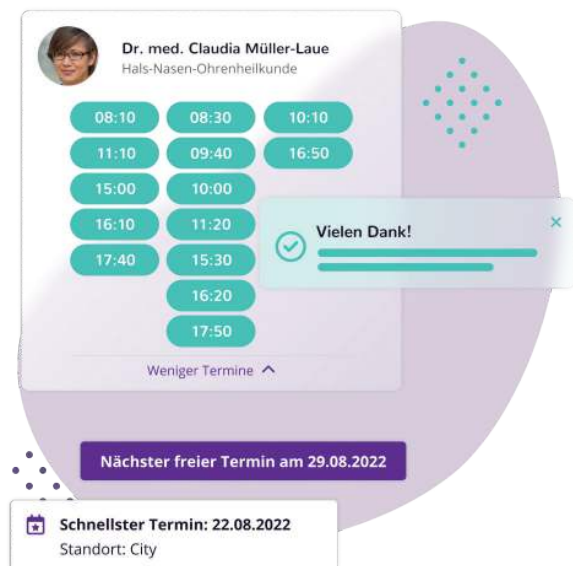 Dr. med. Claudia Müller-Laue
Hals-Nasen-Ohrenheilkunde
08:10 08:30 10:10
11:10 09:40 16:50
15:00 10:00
16:10 11:20
17:40 15:30
16:20
17:50
Vielen Dank!
Weniger Termine
Nächster freier Termin am 29.08.2022
Schnellster Termin: 22.08.2022
Standort: City